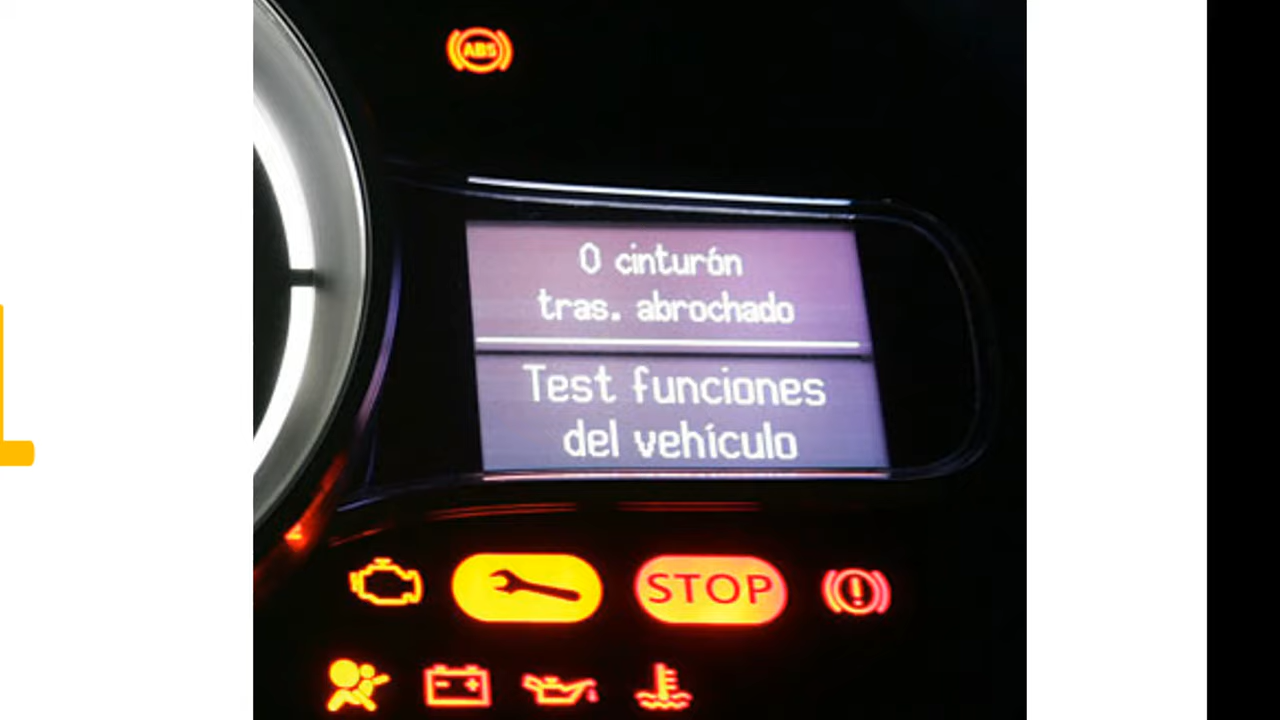 ABS
0 cinturón
tras. abrochado
Test funciones
del vehículo
STOP